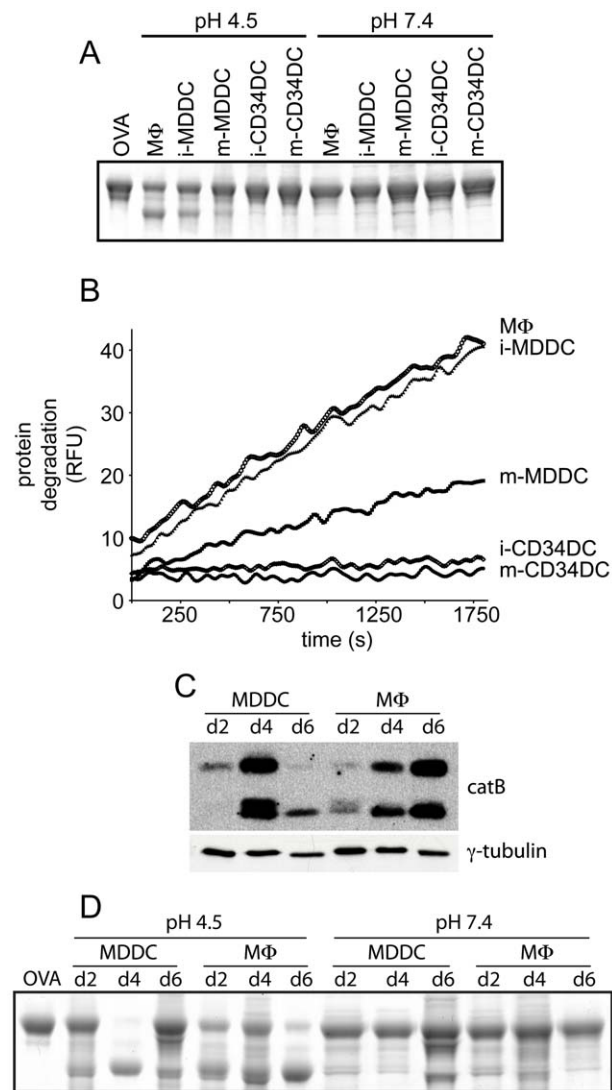 pH 4.5 pH 7.4
A
OVA MΦ i-MDDC m-MDDC i-CD34DC m-CD34DC MΦ i-MDDC m-MDDC i-CD34DC m-CD34DC
B
protein
degradation
(RFU)
40
30
20
10
0
250 750 1250 1750
time (s)
MΦ
i-MDDC
m-MDDC
i-CD34DC
m-CD34DC
C
MDDC MΦ
d2 d4 d6 d2 d4 d6
catB
γ-tubulin
D
pH 4.5 pH 7.4
MDDC MΦ MDDC MΦ
OVA d2 d4 d6 d2 d4 d6 d2 d4 d6 d2 d4 d6